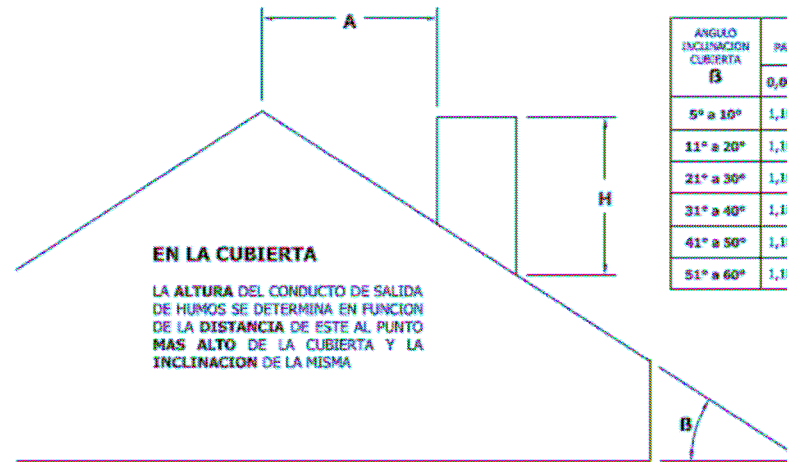 A
H
EN LA CUBIERTA
LA ALTURA DEL CONDUCTO DE SALIDA
DE HUMOS SE DETERMINA EN FUNCION
DE LA DISTANCIA DE ESTE AL PUNTO
MAS ALTO DE LA CUBIERTA Y LA
INCLINACION DE LA MISMA
ß
ANGULO
INCLINACION
CUBIERTA
ß
5° a 10°
11° a 20°
21° a 30°
31° a 40°
41° a 50°
51° a 60°